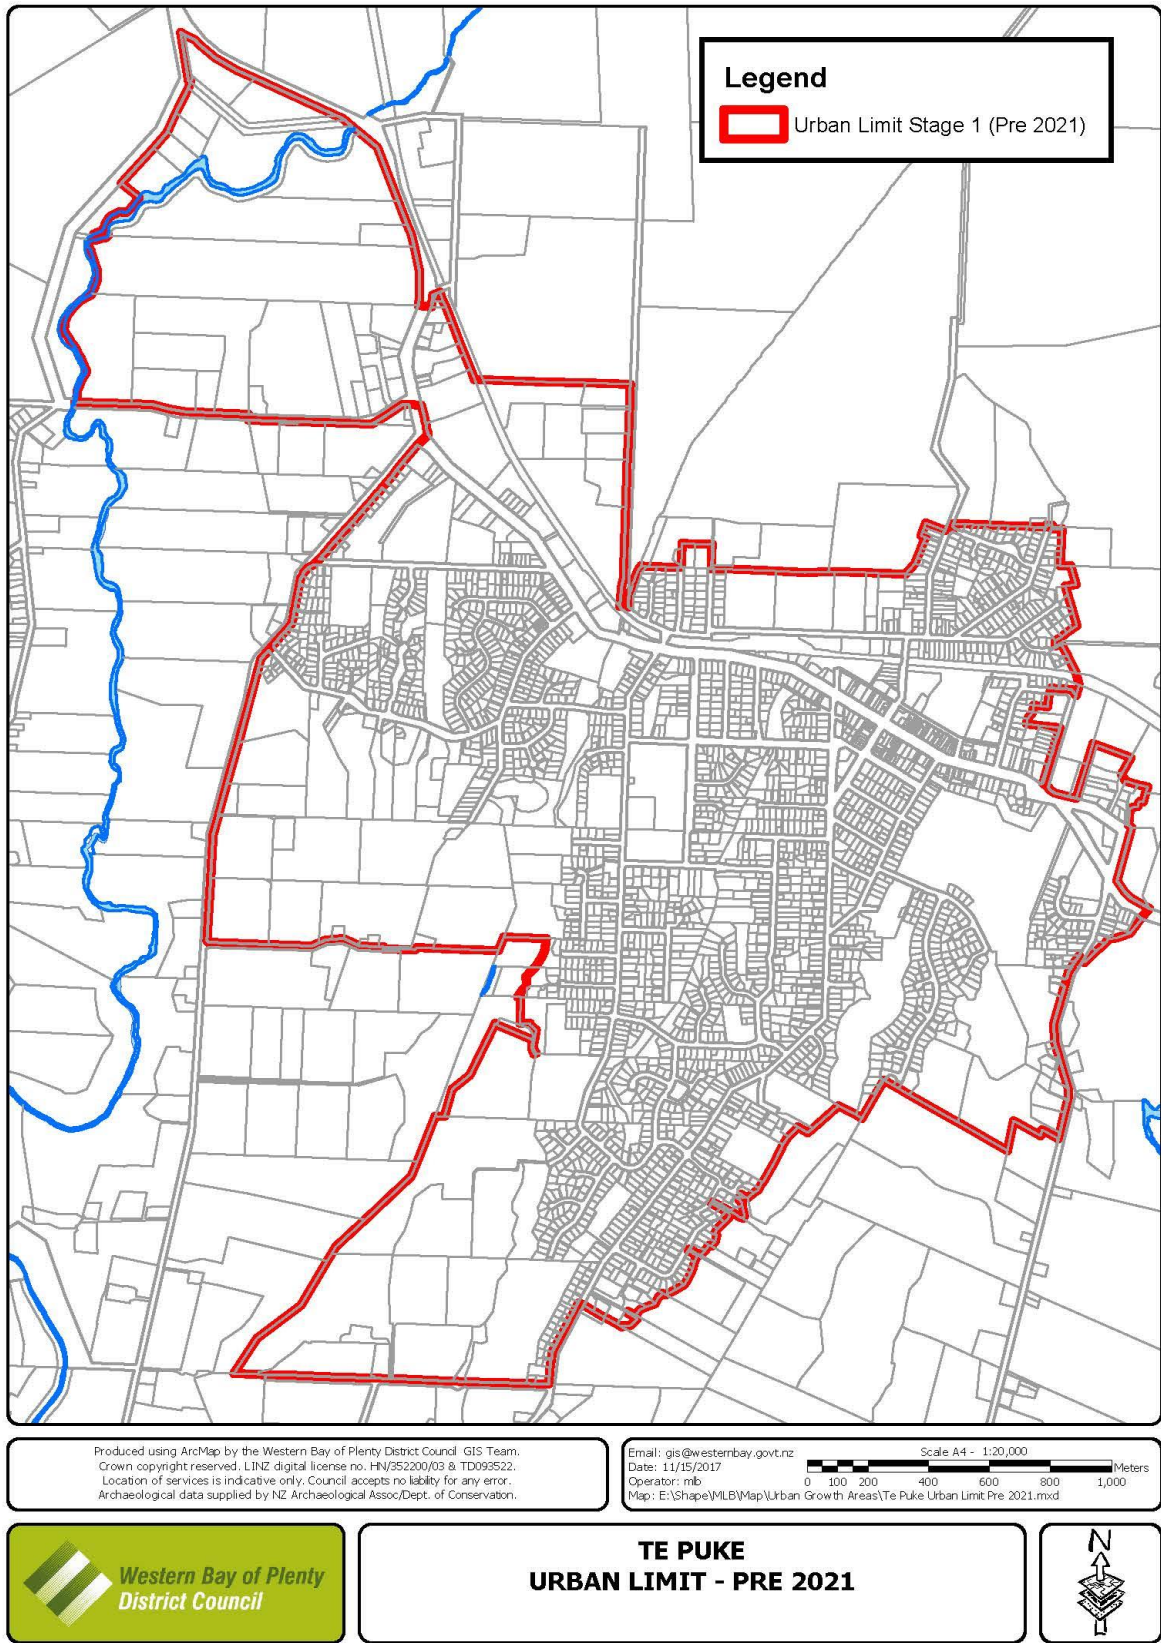 Legend
Urban Limit Stage 1 (Pre 2021)
Produced using ArcMap by the Western Bay of Plenty District Council GIS Team.
Crown copyright reserved. LINZ digital license no. HN/352200/03 & TD093522.
Location of services is indicative only. Council accepts no liability for any error.
Archaeological data supplied by NZ Archaeological Assoc/Dept. of Conservation.
Email: gis@westernbay.govt.nz
Date: 11/15/2017
Operator: mlb
Map: E:\Shape\MLB\Map\Urban Growth Areas\Te Puke Urban Limit Pre 2021.mxd
Scale A4 - 1:20,000
Meters
0 100 200 400 600 800 1,000
Western Bay of Plenty
District Council
TE PUKE
URBAN LIMIT - PRE 2021
N